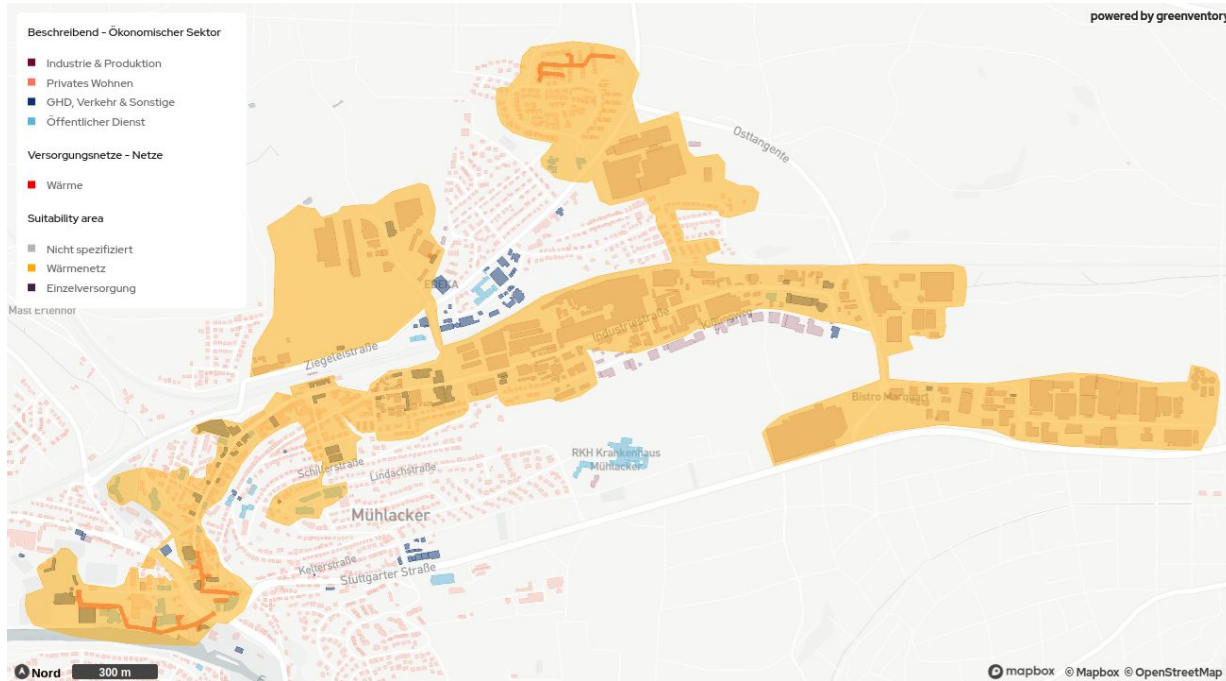 powered by greenventory
Beschreibend - Ökonomischer Sektor
Industrie & Produktion
Privates Wohnen
GHD, Verkehr & Sonstige
Öffentlicher Dienst
Versorgungsnetze - Netze
Wärme
Suitability area
Nicht spezifiziert
Wärmenetz
Einzelversorgung
Osttangente
EDEKA
Industriestraße
Ziegeleistraße
Bistro Marquart
RKH Krankenhaus
Mühlacker
Schillerstraße
Lindachstraße
Mühlacker
Kelterstraße
Stuttgarter Straße
Nord
300 m
mapbox © Mapbox © OpenStreetMap